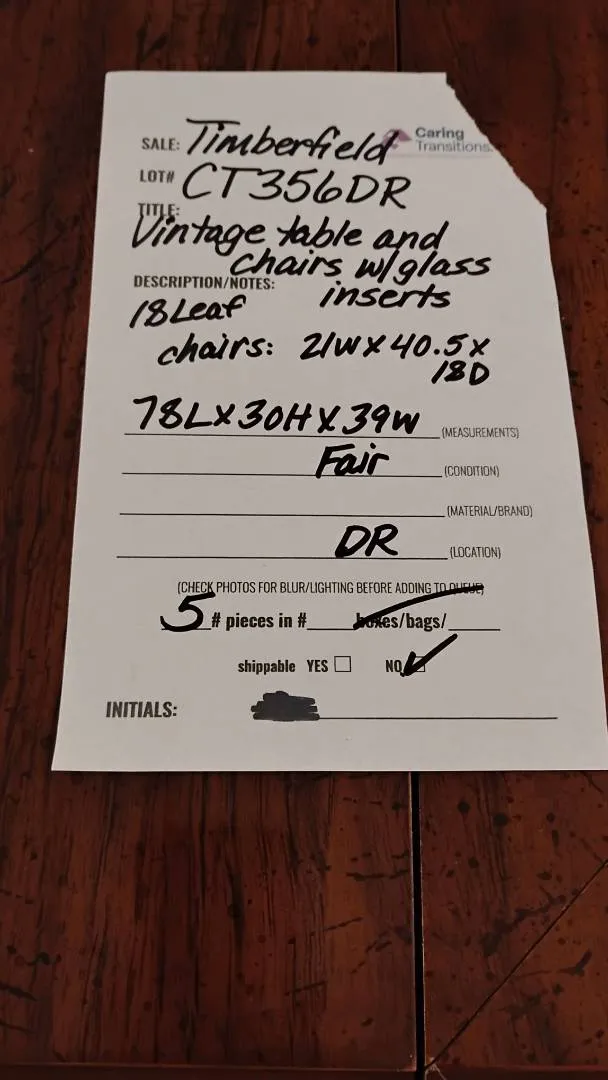 Caring
Transitions
SALE: Timberfield
LOT# CT356DR
TITLE:
Vintage table and
chairs w/glass
inserts
DESCRIPTION/NOTES:
18Leaf
chairs: 21W X 40.5 X
18D
78L X 30H X 39W (MEASUREMENTS)
Fair (CONDITION)
(MATERIAL/BRAND)
DR (LOCATION)
(CHECK PHOTOS FOR BLUR/LIGHTING BEFORE ADDING TO QUEUE)
5 # pieces in # boxes/bags/
shippable YES NO
INITIALS: